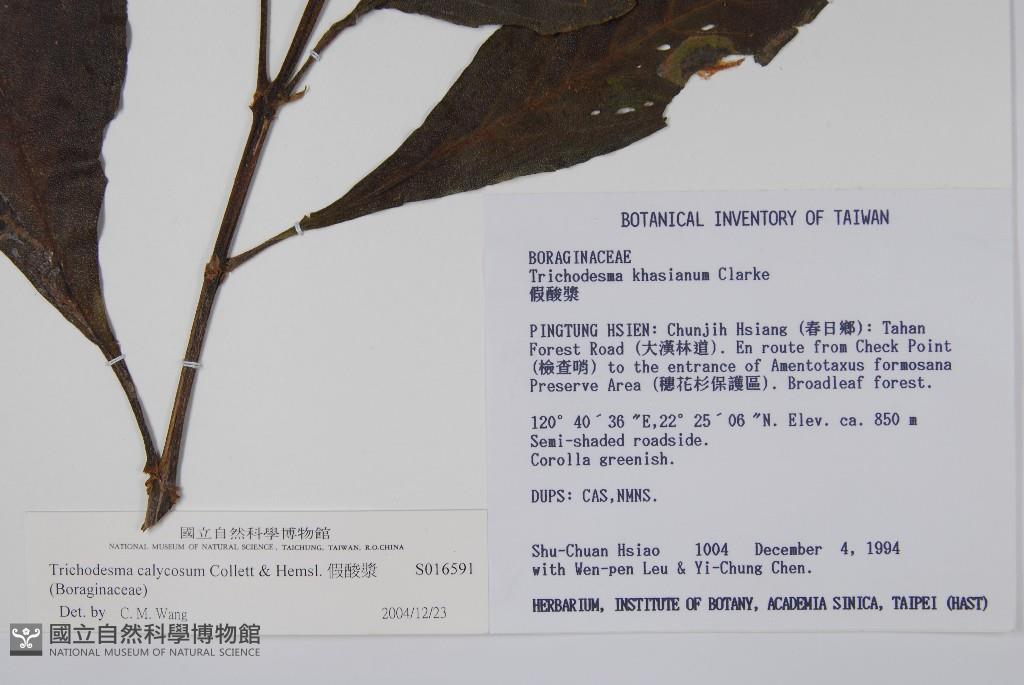 BOTANICAL INVENTORY OF TAIWAN
BORAGINACEAE
Trichodesma khasianum Clarke
假酸漿
PINGTUNG HSIEN: Chunjih Hsiang (春日鄉): Tahan
Forest Road (大漢林道). En route from Check Point
(檢查哨) to the entrance of Amentotaxus formosana
Preserve Area (穗花杉保護區). Broadleaf forest.
120° 40´36 ″E,22° 25´06 ″N. Elev. ca. 850 m
Semi-shaded roadside.
Corolla greenish.
DUPS: CAS,NMNS.
Shu-Chuan Hsiao 1004 December 4, 1994
with Wen-pen Leu & Yi-Chung Chen.
HERBARIUM, INSTITUTE OF BOTANY, ACADEMIA SINICA, TAIPEI (HAST)
國立自然科學博物館
NATIONAL MUSEUM OF NATURAL SCIENCE, TAICHUNG, TAIWAN, R.O.CHINA
Trichodesma calycosum Collett & Hemsl. 假酸漿 S016591
(Boraginaceae)
Det. by C. M. Wang 2004/12/23
國立自然科學博物館
NATIONAL MUSEUM OF NATURAL SCIENCE